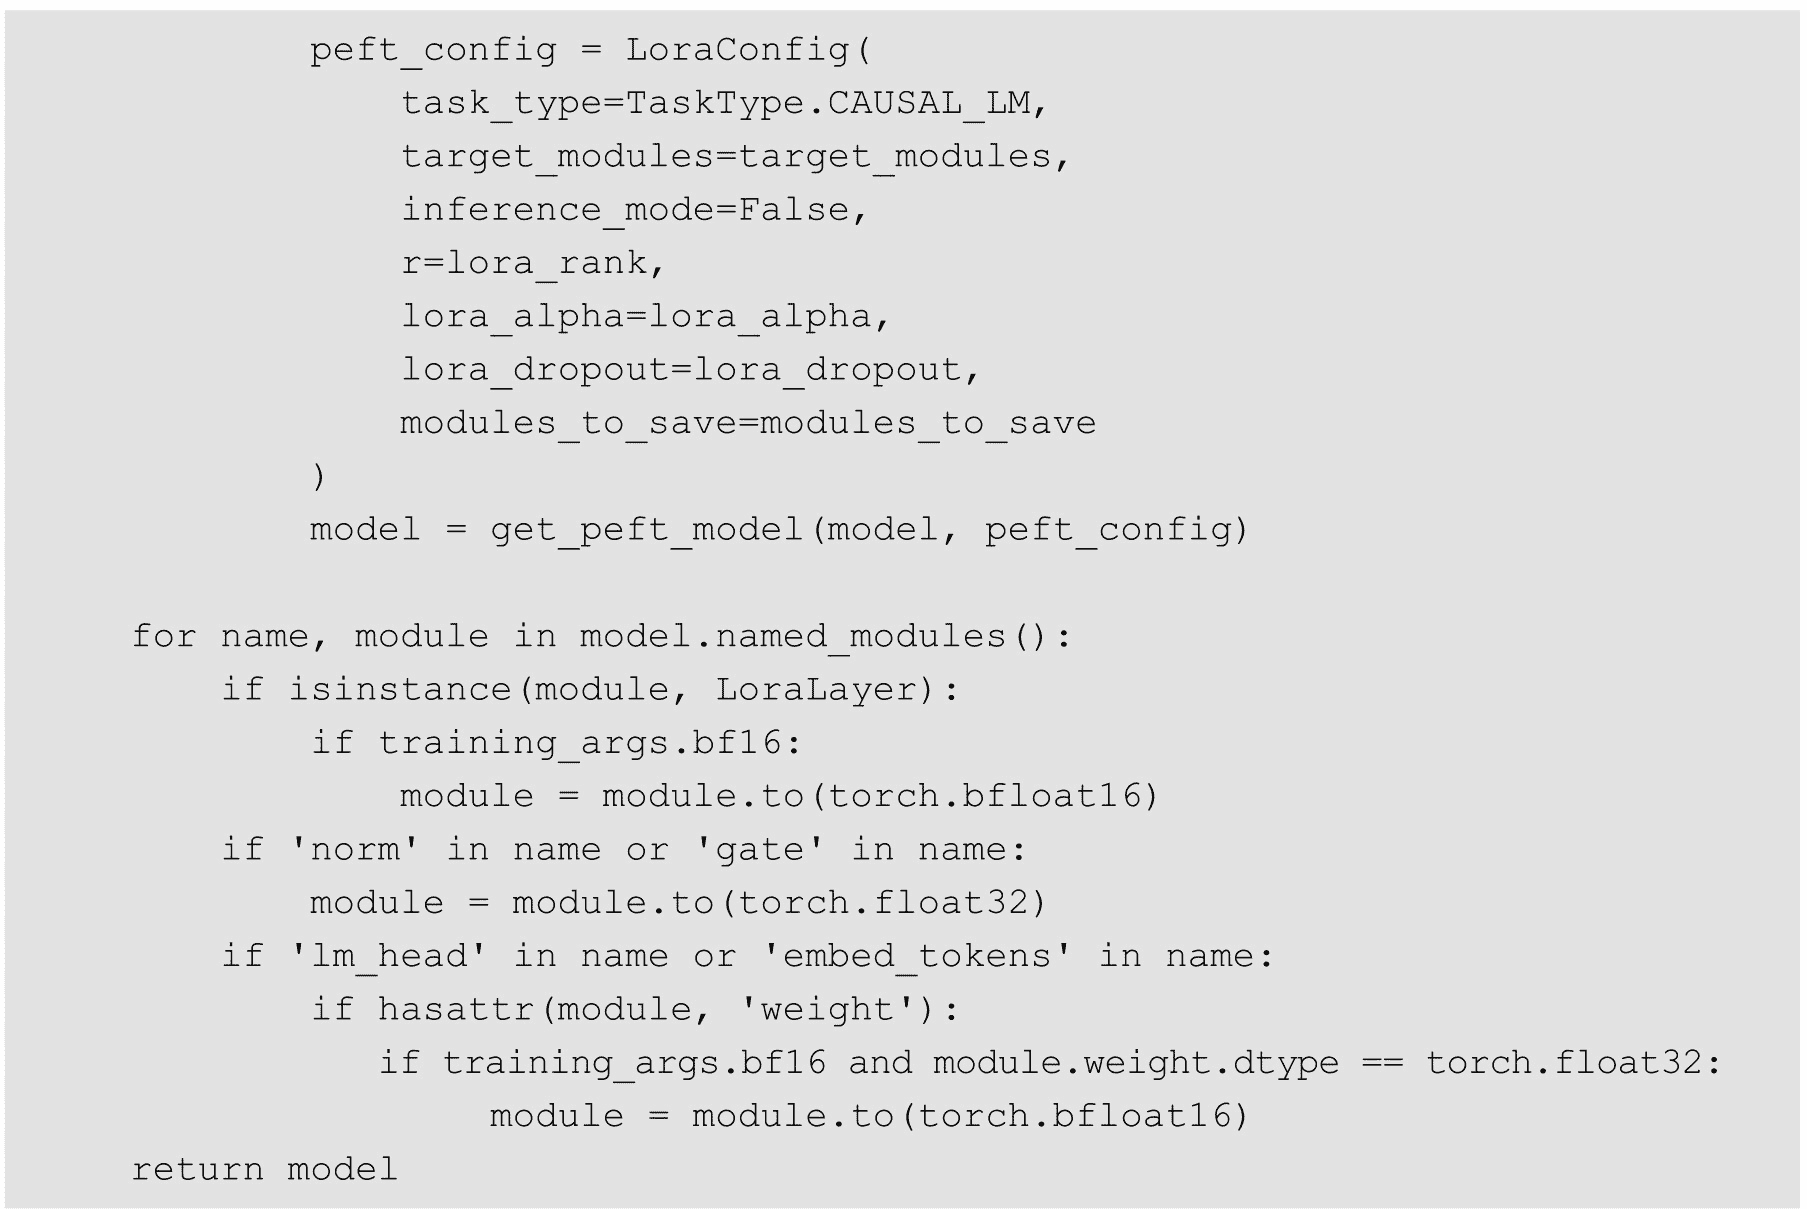 peft_config = LoraConfig(
            task_type=TaskType.CAUSAL_LM,
            target_modules=target_modules,
            inference_mode=False,
            r=lora_rank,
            lora_alpha=lora_alpha,
            lora_dropout=lora_dropout,
            modules_to_save=modules_to_save
        )
        model = get_peft_model(model, peft_config)

for name, module in model.named_modules():
    if isinstance(module, LoraLayer):
        if training_args.bf16:
            module = module.to(torch.bfloat16)
    if 'norm' in name or 'gate' in name:
        module = module.to(torch.float32)
    if 'lm_head' in name or 'embed_tokens' in name:
        if hasattr(module, 'weight'):
           if training_args.bf16 and module.weight.dtype == torch.float32:
                module = module.to(torch.bfloat16)
return model